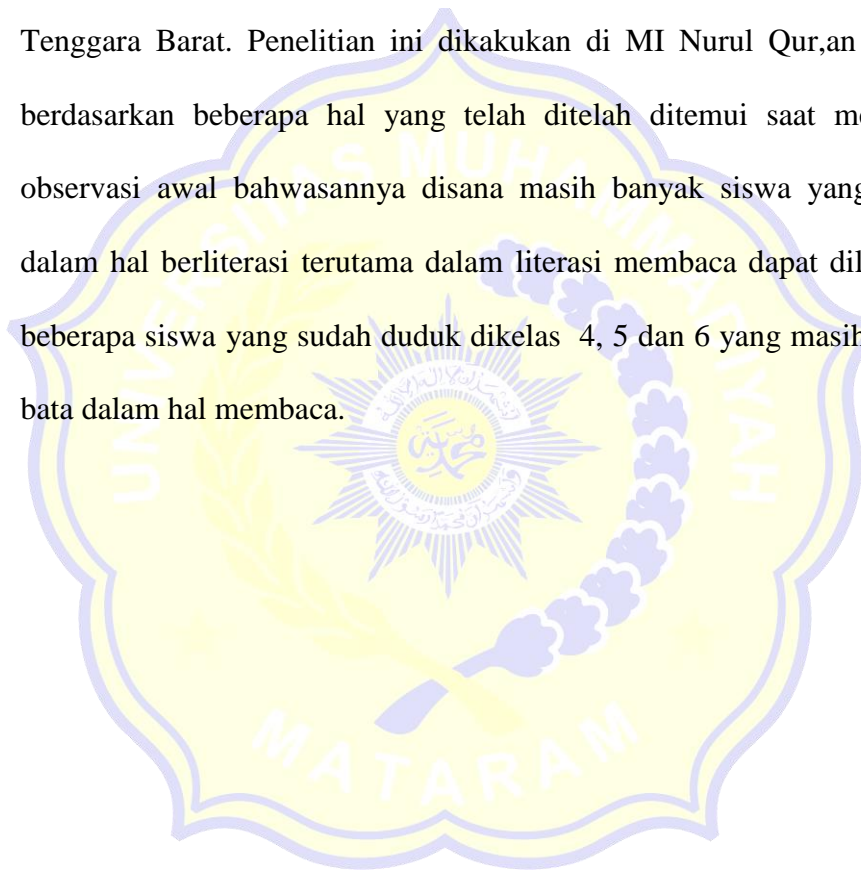 Tenggara Barat. Penelitian ini dikakukan di MI Nurul Qur,an
berdasarkan beberapa hal yang telah ditelah ditemui saat
observasi awal bahwasannya disana masih banyak siswa yang
dalam hal berliterasi terutama dalam literasi membaca dapat
beberapa siswa yang sudah duduk dikelas 4, 5 dan 6 yang masih
bata dalam hal membaca.
UNIVERSITAS MUHAMMADIYAH
MATARAM